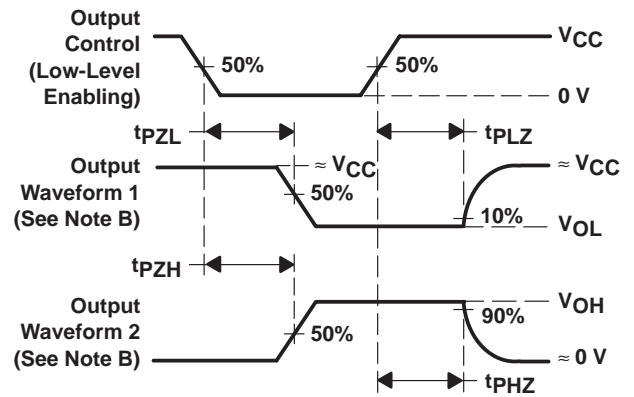 Output
Control
(Low-Level
Enabling)
50%
50%
VCC
0 V
tPZL
tPLZ
Output
Waveform 1
(See Note B)
≈ VCC
50%
≈ VCC
10%
VOL
tPZH
Output
Waveform 2
(See Note B)
50%
VOH
90%
≈ 0 V
tPHZ